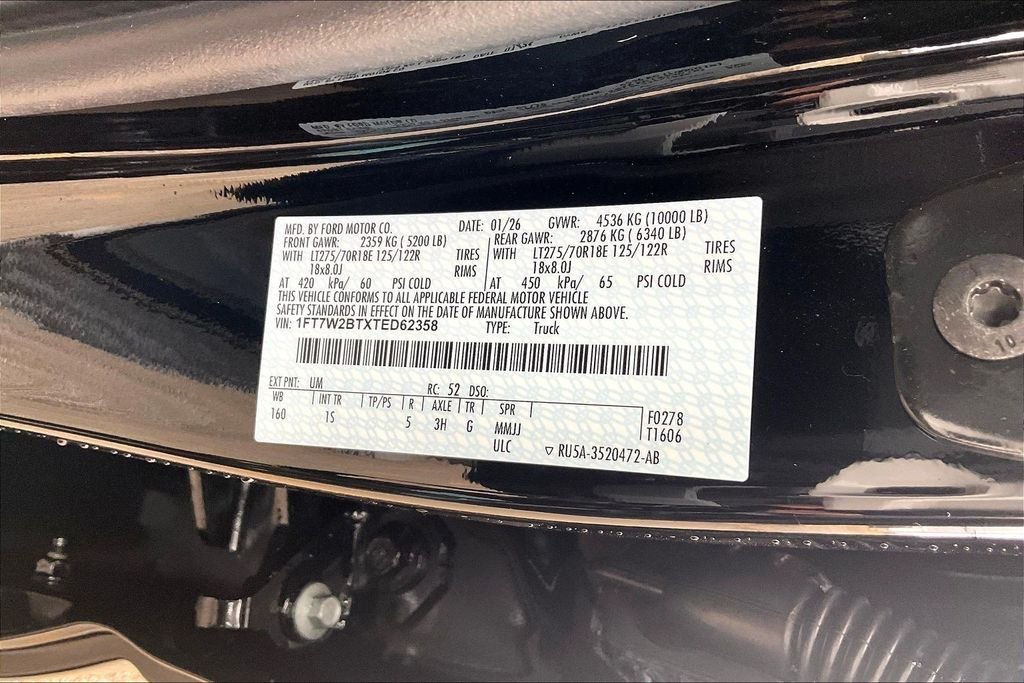 MFD. BY FORD MOTOR CO. DATE: 01/26 GVWR: 4536 KG (10000 LB)
FRONT GAWR: 2359 KG (5200 LB) REAR GAWR: 2876 KG (6340 LB)
WITH LT275/70R18E 125/122R TIRES WITH LT275/70R18E 125/122R TIRES
18x8.0J RIMS 18x8.0J RIMS
AT 420 kPa/ 60 PSI COLD AT 450 kPa/ 65 PSI COLD
THIS VEHICLE CONFORMS TO ALL APPLICABLE FEDERAL MOTOR VEHICLE
SAFETY STANDARDS IN EFFECT ON THE DATE OF MANUFACTURE SHOWN ABOVE.
VIN: 1FT7W2BTXTED62358 TYPE: Truck
EXT PNT: UM RC: 52 DSO:
WB INT TR TP/PS R AXLE TR SPR F0278
160 1S 5 3H G MMJJ T1606
ULC ▽ RU5A-3520472-AB
10